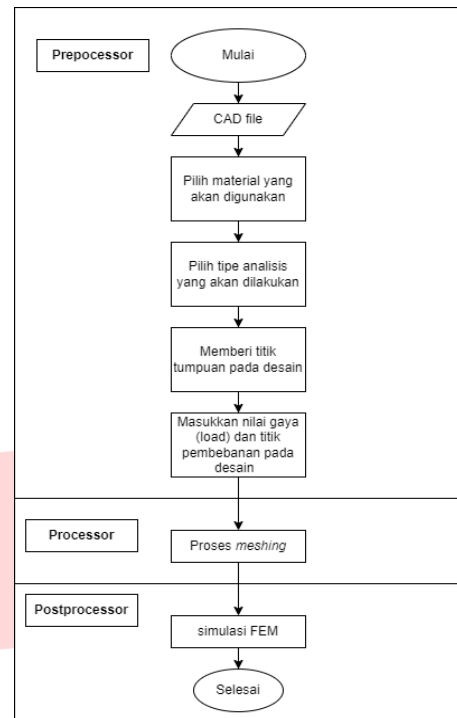 Prepocessor
Mulai
CAD file
Pilih material yang
akan digunakan
Pilih tipe analisis
yang akan dilakukan
Memberi titik
tumpuan pada desain
Masukkan nilai gaya
(load) dan titik
pembebanan pada
desain
Processor
Proses meshing
Postprocessor
simulasi FEM
Selesai